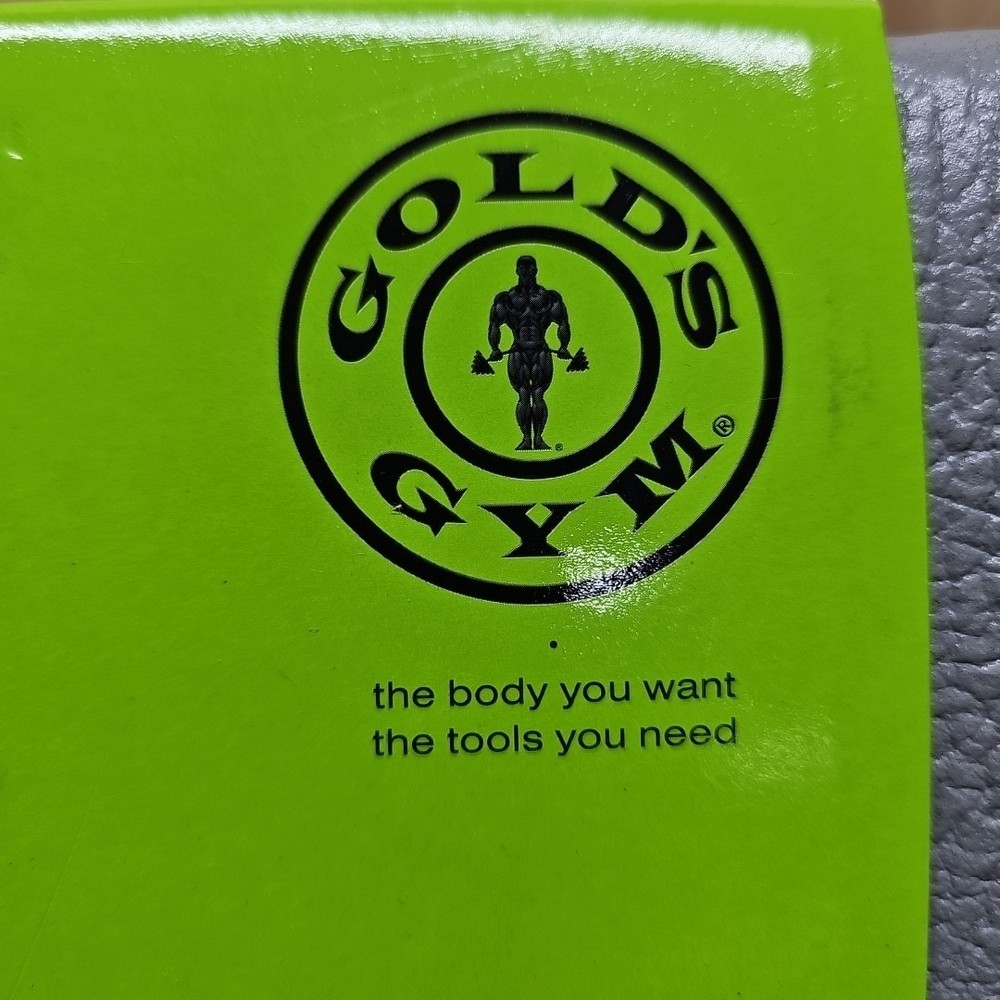 GOLD'S
GYM®
the body you want
the tools you need